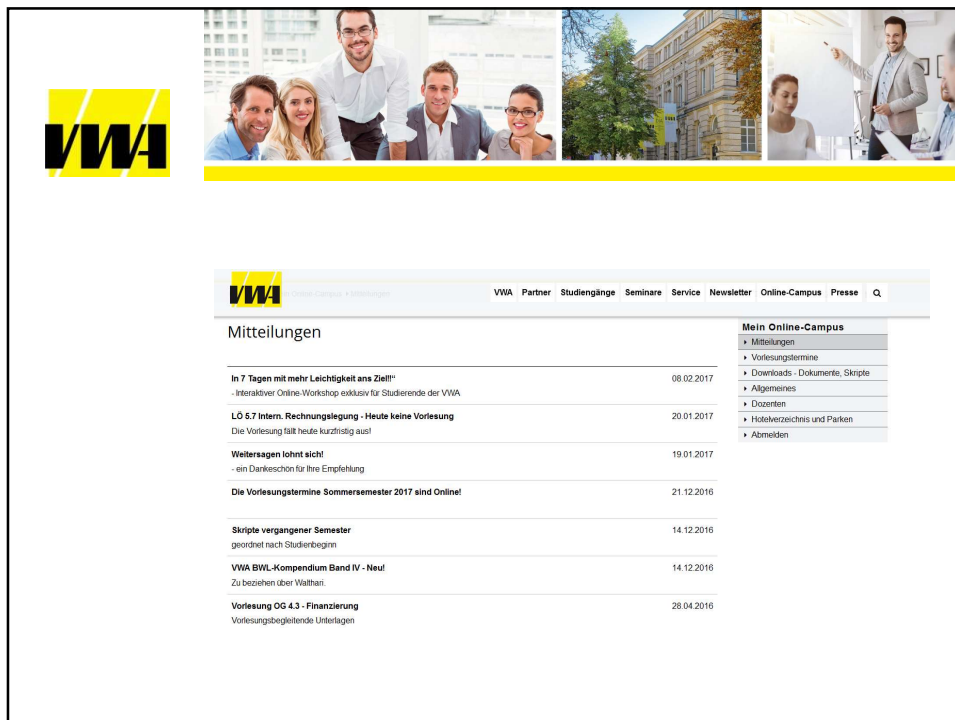 VWA
VWA
Online-Campus Mitteilungen
VWA Partner Studiengänge Seminare Service Newsletter Online-Campus Presse
Mitteilungen
In 7 Tagen mit mehr Leichtigkeit ans Ziel!!“ 08.02.2017
- Interaktiver Online-Workshop exklusiv für Studierende der VWA
LÖ 5.7 Intern. Rechnungslegung - Heute keine Vorlesung 20.01.2017
Die Vorlesung fällt heute kurzfristig aus!
Weitersagen lohnt sich! 19.01.2017
- ein Dankeschön für Ihre Empfehlung
Die Vorlesungstermine Sommersemester 2017 sind Online! 21.12.2016
Skripte vergangener Semester 14.12.2016
geordnet nach Studienbeginn
VWA BWL-Kompendium Band IV - Neu! 14.12.2016
Zu beziehen über Walthari.
Vorlesung OG 4.3 - Finanzierung 28.04.2016
Vorlesungsbegleitende Unterlagen
Mein Online-Campus
Mitteilungen
Vorlesungstermine
Downloads - Dokumente, Skripte
Allgemeines
Dozenten
Hotelverzeichnis und Parken
Abmelden